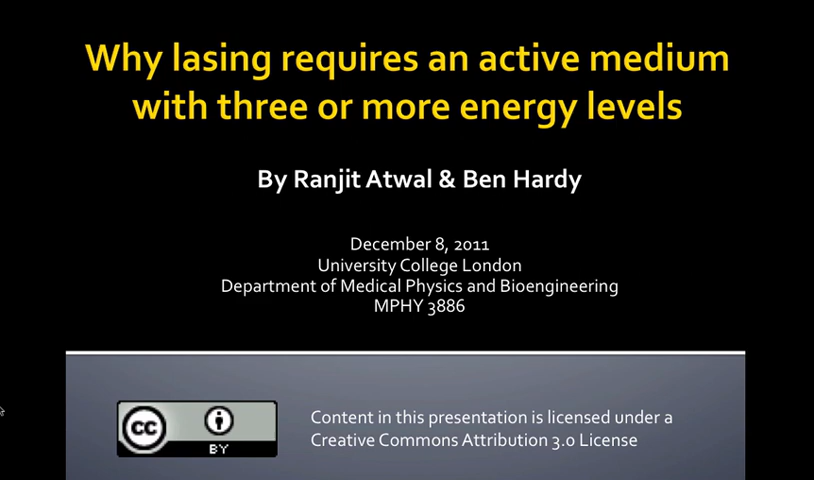 Why lasing requires an active medium
with three or more energy levels
By Ranjit Atwal & Ben Hardy
December 8, 2011
University College London
Department of Medical Physics and Bioengineering
MPHY 3886
cc
BY
Content in this presentation is licensed under a
Creative Commons Attribution 3.0 License